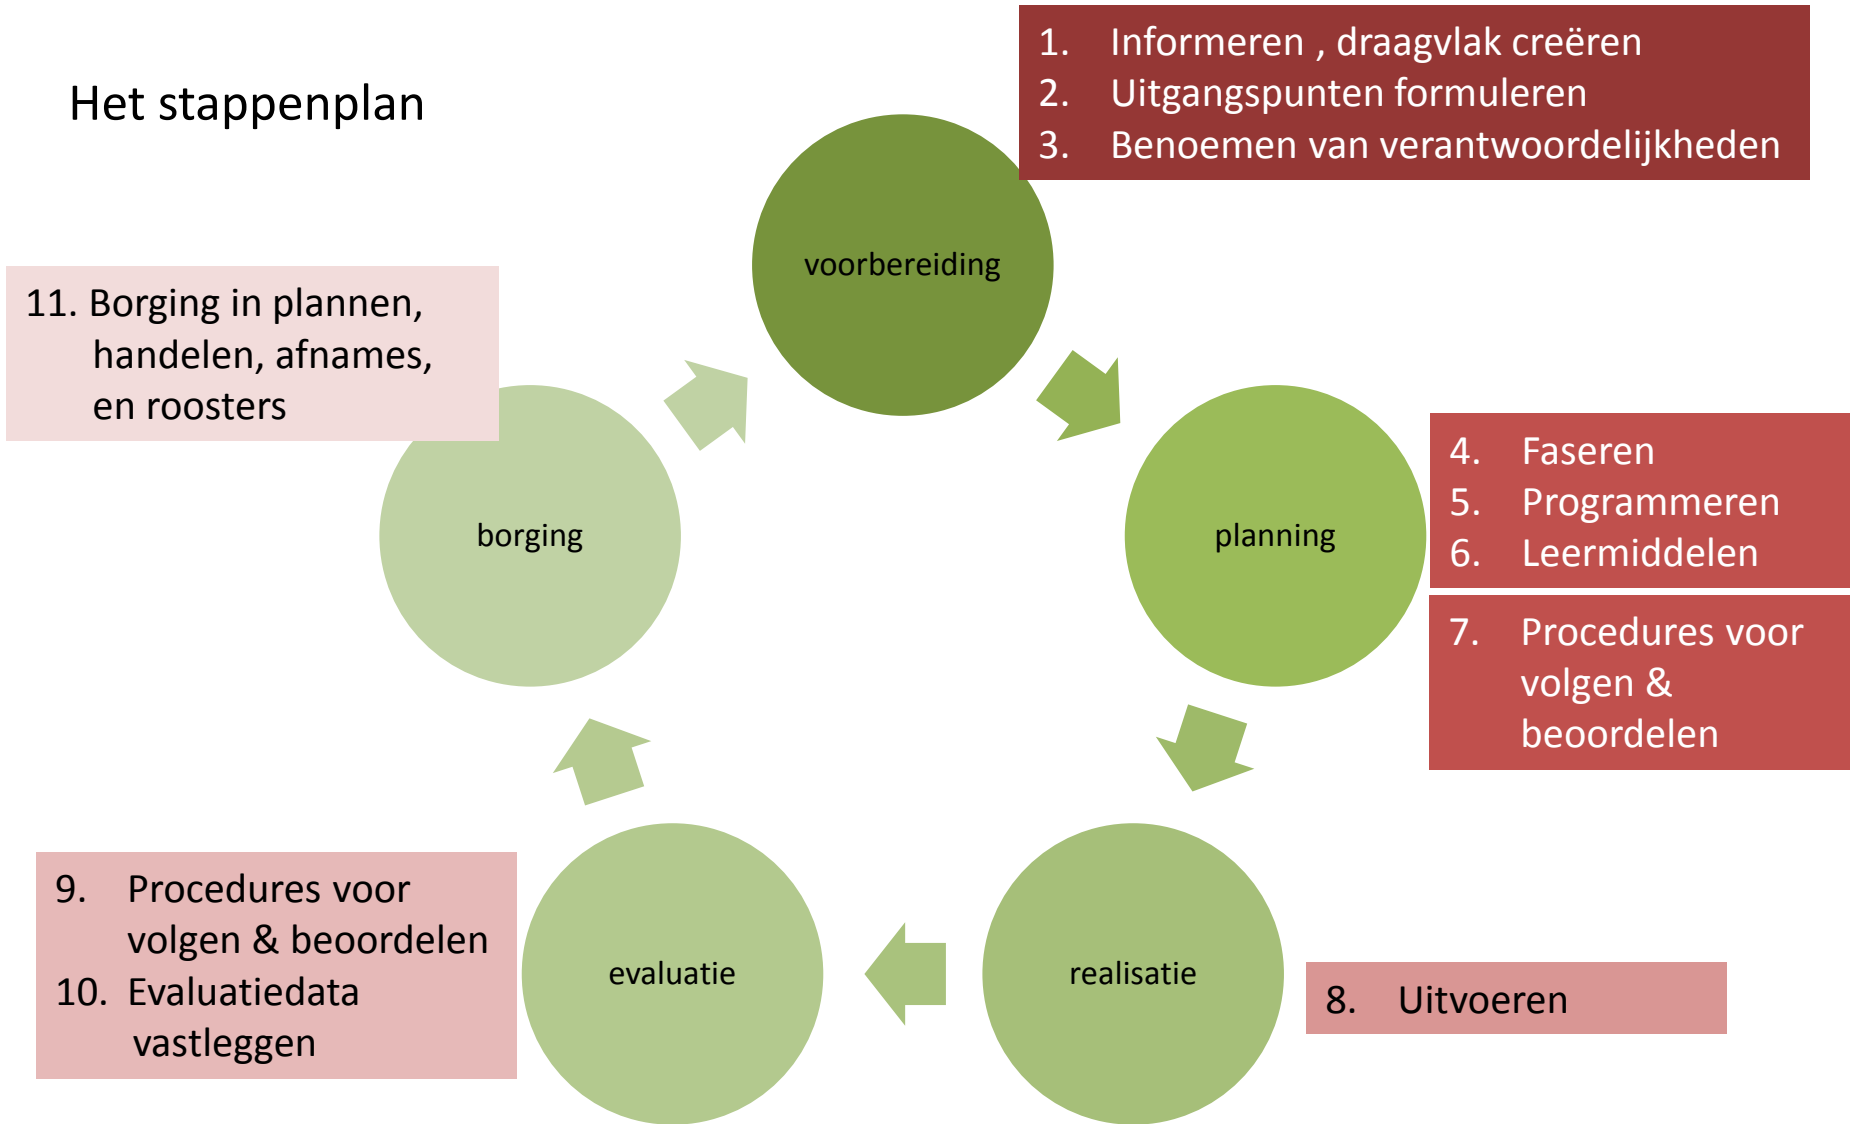 Het stappenplan
1. Informeren , draagvlak creëren
2. Uitgangspunten formuleren
3. Benoemen van verantwoordelijkheden
voorbereiding
planning
4. Faseren
5. Programmeren
6. Leermiddelen
7. Procedures voor
volgen &
beoordelen
realisatie
8. Uitvoeren
evaluatie
9. Procedures voor
volgen & beoordelen
10. Evaluatiedata
vastleggen
borging
11. Borging in plannen,
handelen, afnames,
en roosters